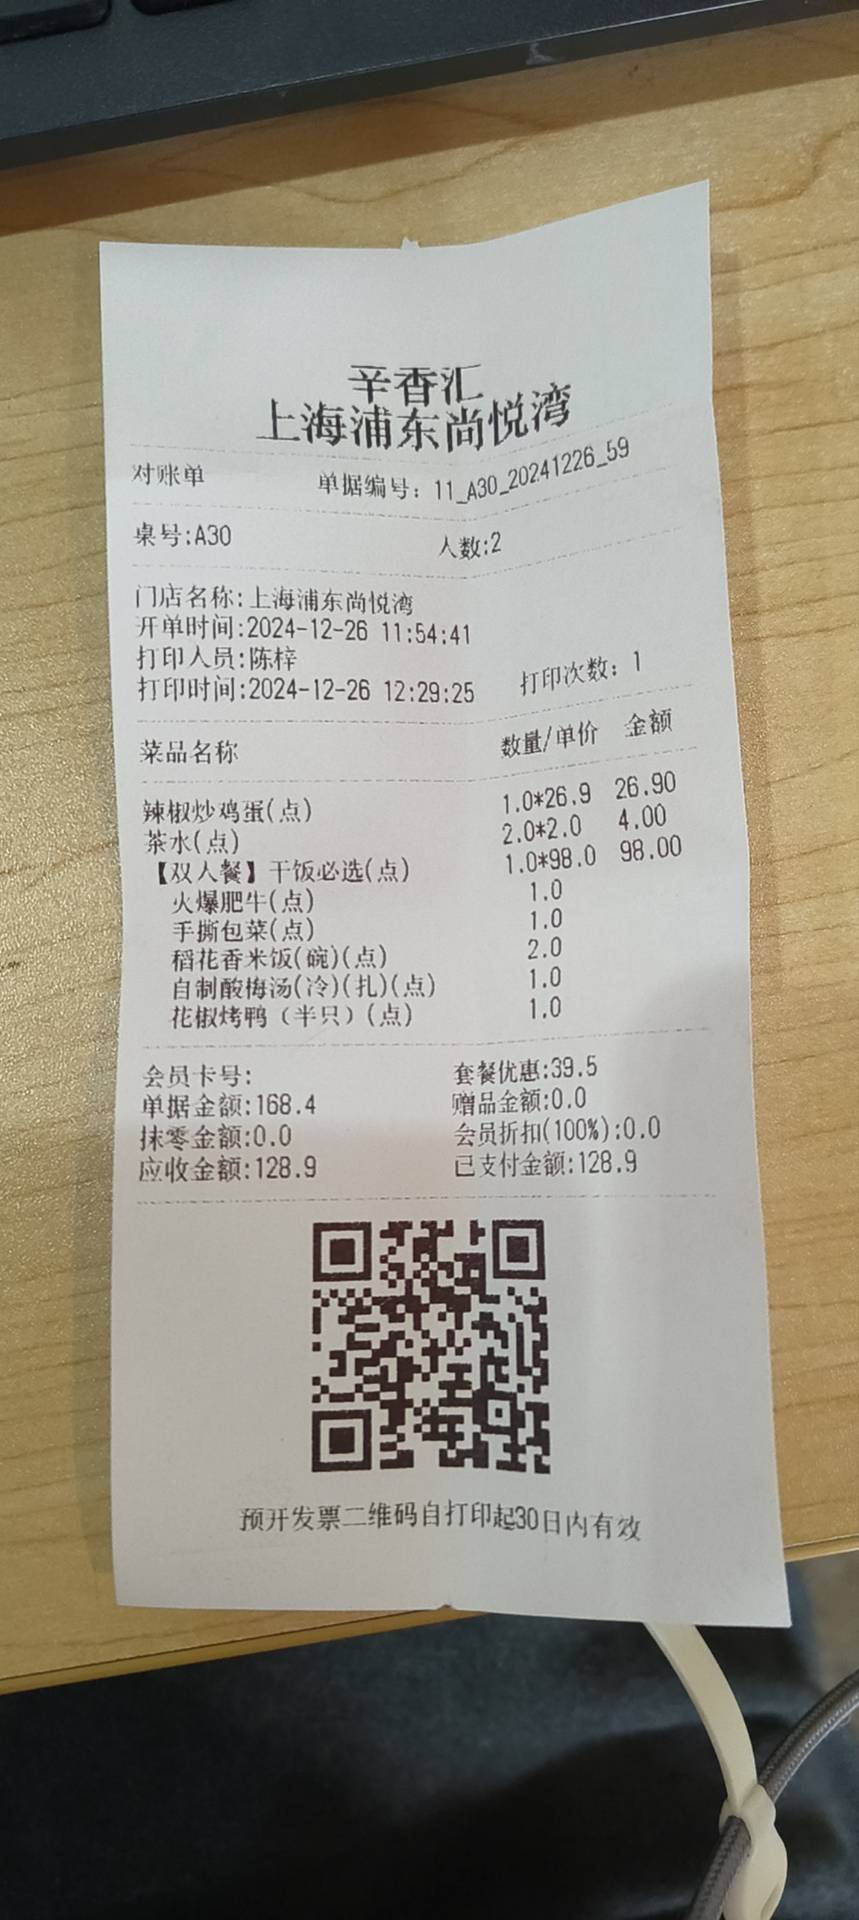 辛香汇
上海浦东尚悦湾
对账单 单据编号：11_A30_20241226_59
桌号:A30 人数:2
门店名称:上海浦东尚悦湾
开单时间:2024-12-26 11:54:41
打印人员:陈梓
打印时间:2024-12-26 12:29:25 打印次数：1
菜品名称 数量/单价 金额
辣椒炒鸡蛋(点) 1.0*26.9 26.90
茶水(点) 2.0*2.0 4.00
【双人餐】干饭必选(点) 1.0*98.0 98.00
火爆肥牛(点) 1.0
手撕包菜(点) 1.0
稻花香米饭(碗)(点) 2.0
自制酸梅汤(冷)(扎)(点) 1.0
花椒烤鸭（半只）(点) 1.0
会员卡号: 套餐优惠:39.5
单据金额:168.4 赠品金额:0.0
抹零金额:0.0 会员折扣(100%):0.0
应收金额:128.9 已支付金额:128.9
预开发票二维码自打印起30日内有效